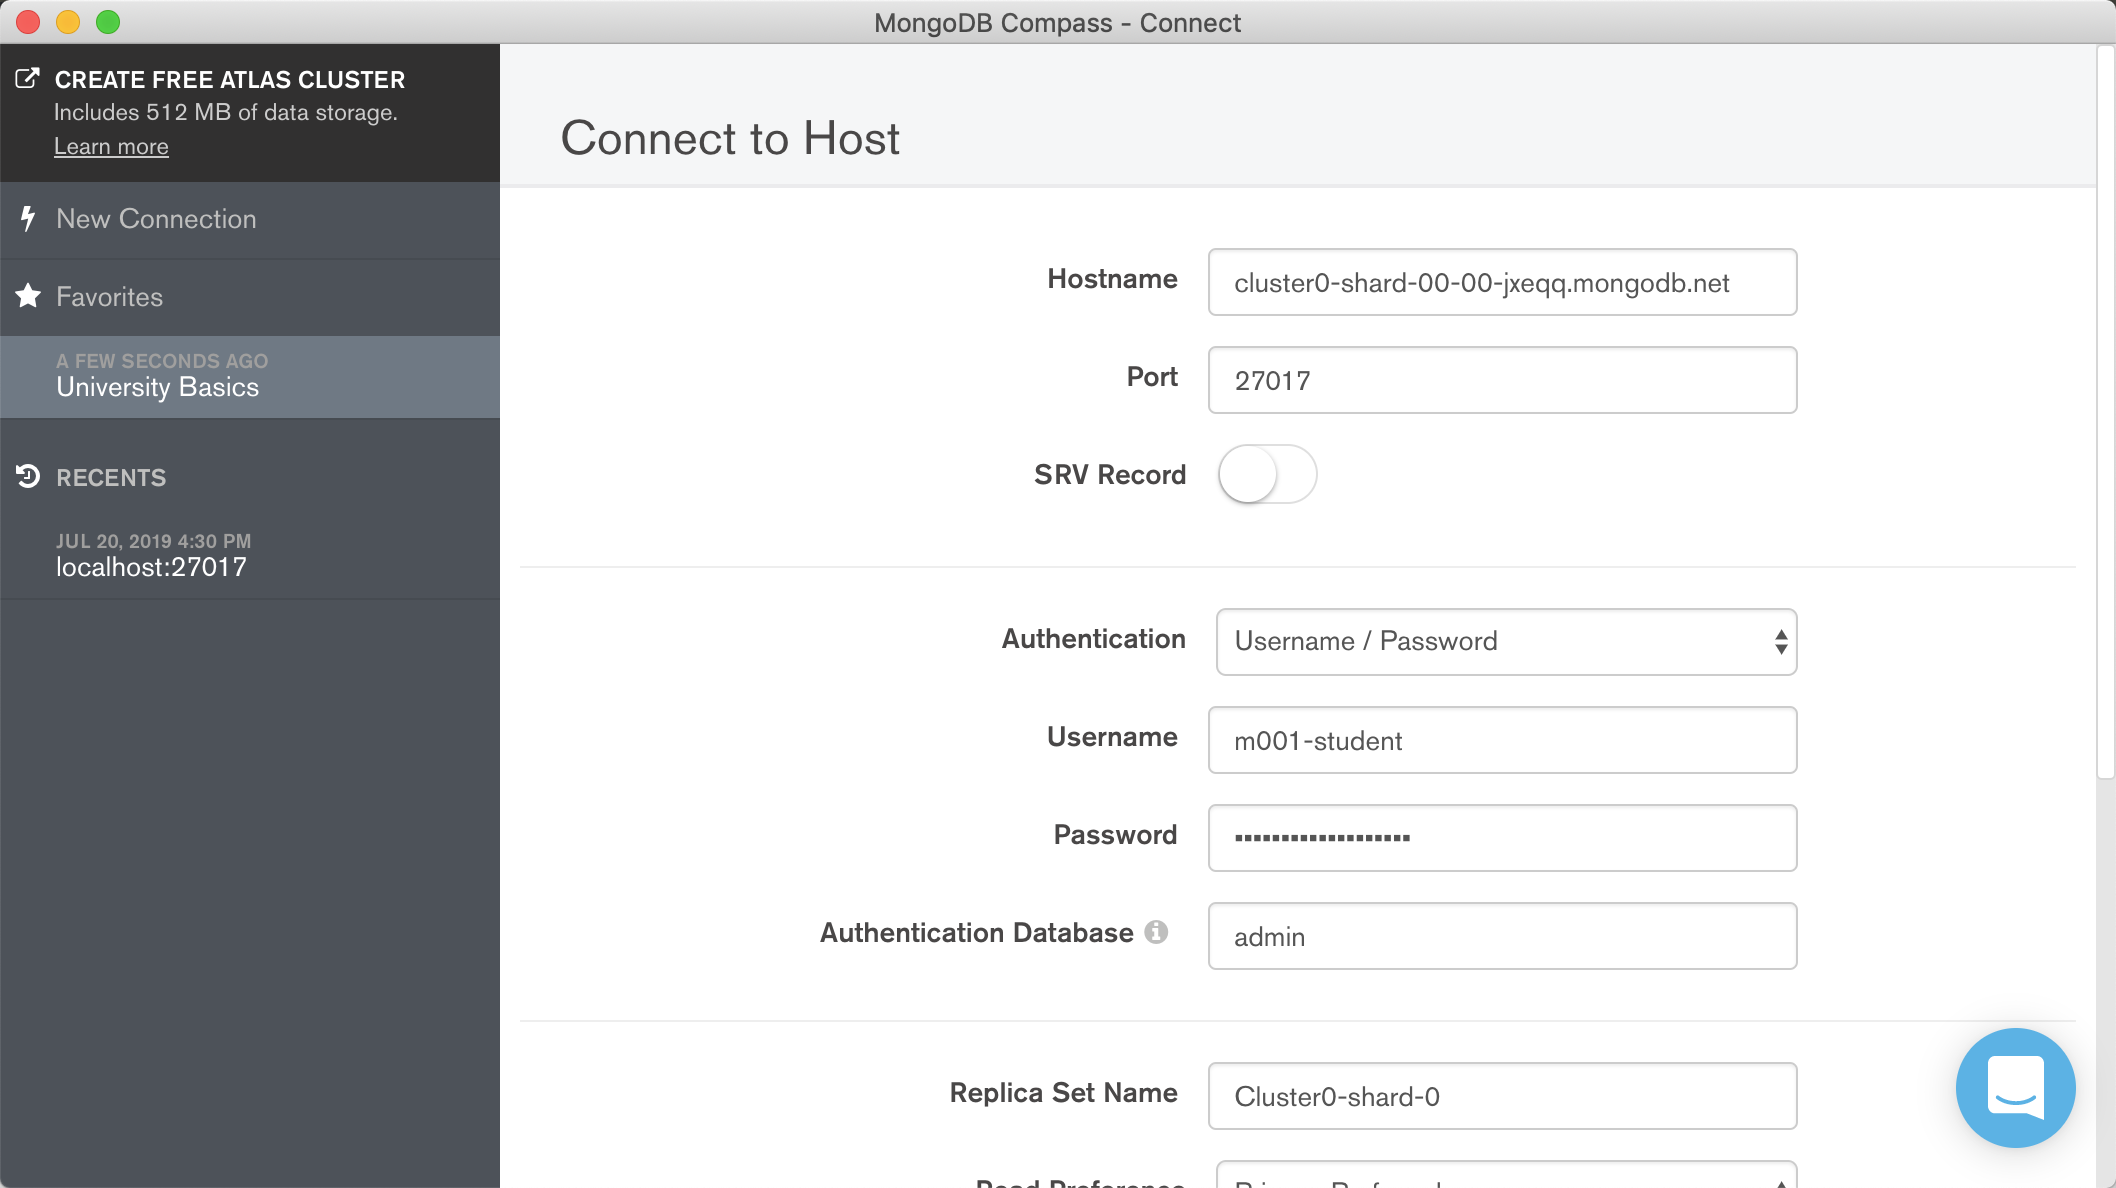 MongoDB Compass - Connect
CREATE FREE ATLAS CLUSTER
Includes 512 MB of data storage.
Learn more
New Connection
Favorites
A FEW SECONDS AGO
University Basics
RECENTS
JUL 20, 2019 4:30 PM
localhost:27017
Connect to Host
Hostname cluster0-shard-00-00-jxeqq.mongodb.net
Port 27017
SRV Record
Authentication Username / Password
Username m001-student
Password
Authentication Database admin
Replica Set Name Cluster0-shard-0
Read Preference